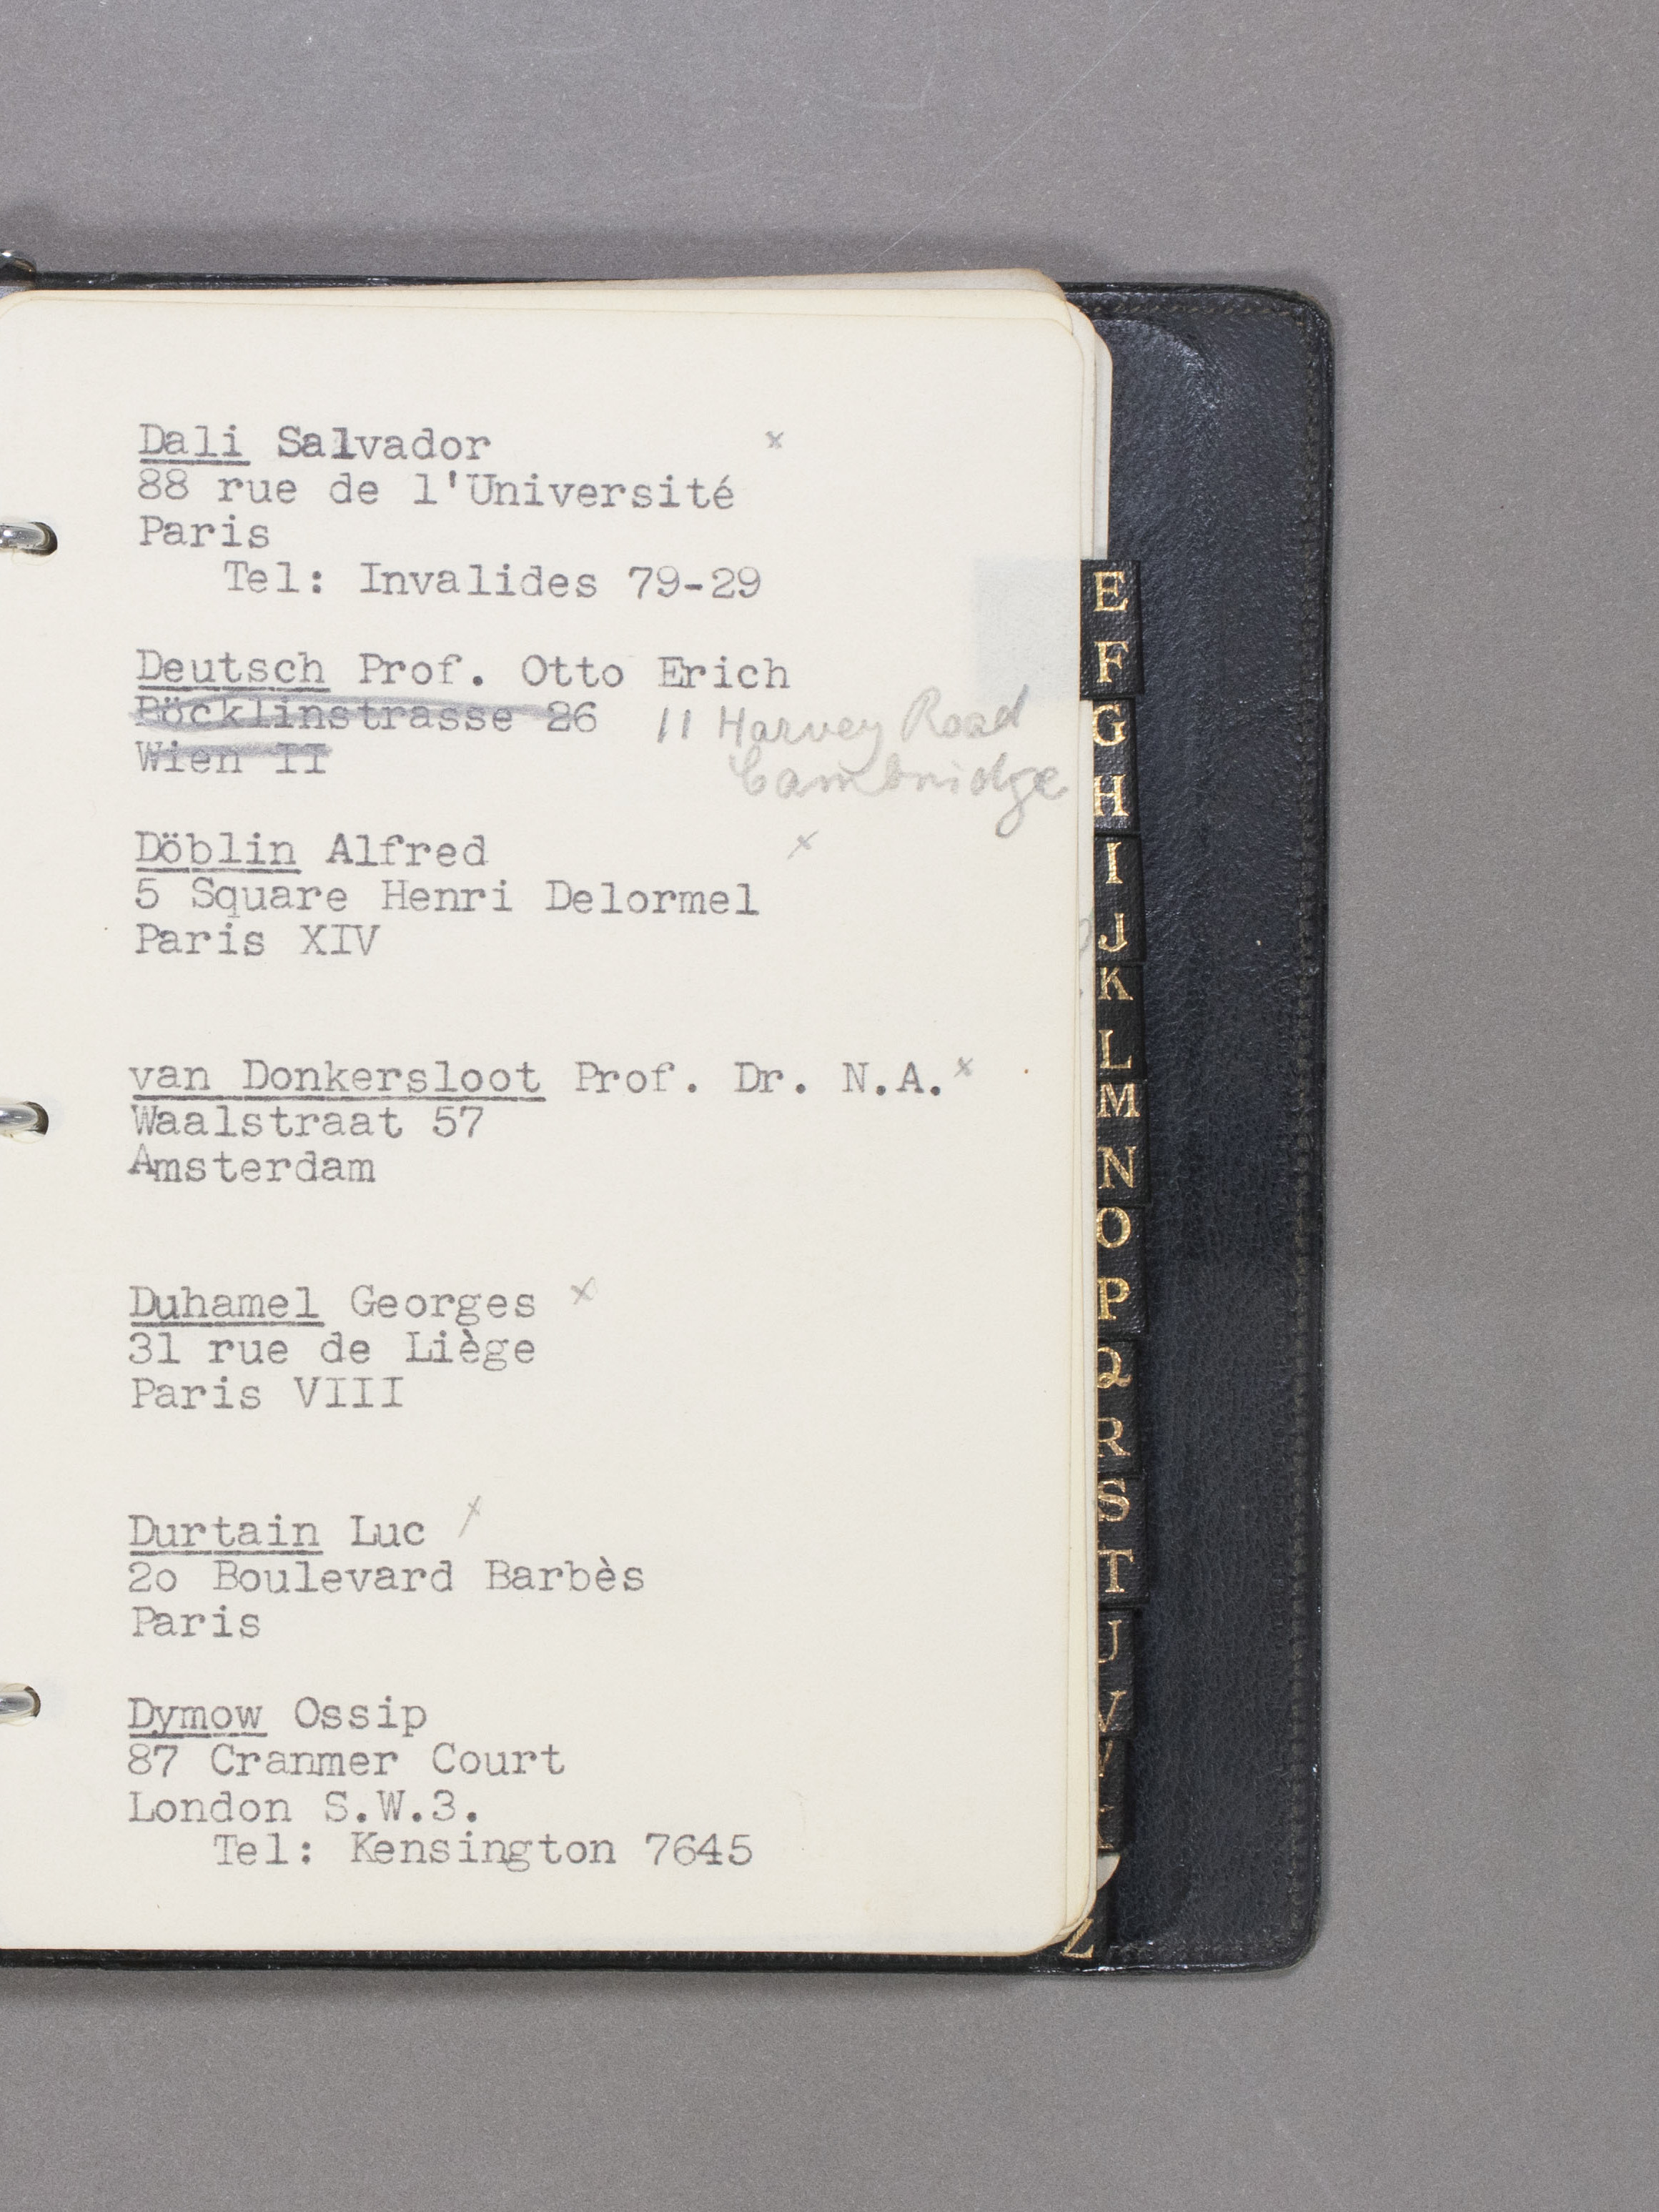 Dali Salvador x
88 rue de l'Université
Paris
Tel: Invalides 79-29
Deutsch Prof. Otto Erich
Pöcklinstrasse 26 11 Harvey Road
Wien II Cambridge
Döblin Alfred x
5 Square Henri Delormel
Paris XIV
van Donkersloot Prof. Dr. N.A. x
Waalstraat 57
Amsterdam
Duhamel Georges x
31 rue de Liège
Paris VIII
Durtain Luc x
2o Boulevard Barbès
Paris
Dymow Ossip
87 Cranmer Court
London S.W.3.
Tel: Kensington 7645
E
F
G
H
I
J
K
L
M
N
O
P
Q
R
S
T
U
V
W
Z